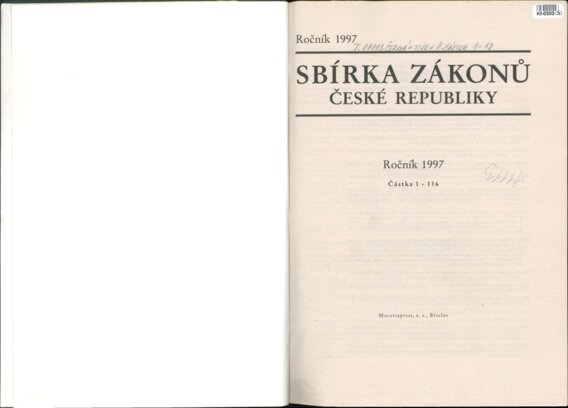 Ročník 1997
SBÍRKA ZÁKONŮ
ČESKÉ REPUBLIKY
Ročník 1997
Částka 1 – 116
Moraviapress, a. s., Břeclav